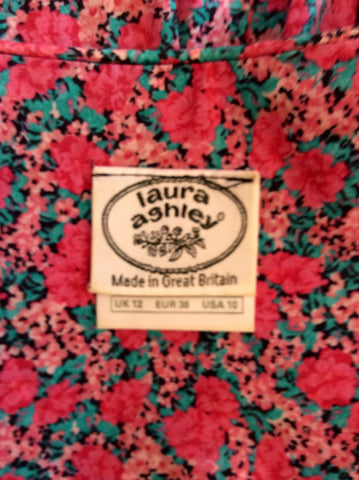 laura
ashley
Made in Great Britain
UK 12 EUR 38 USA 10